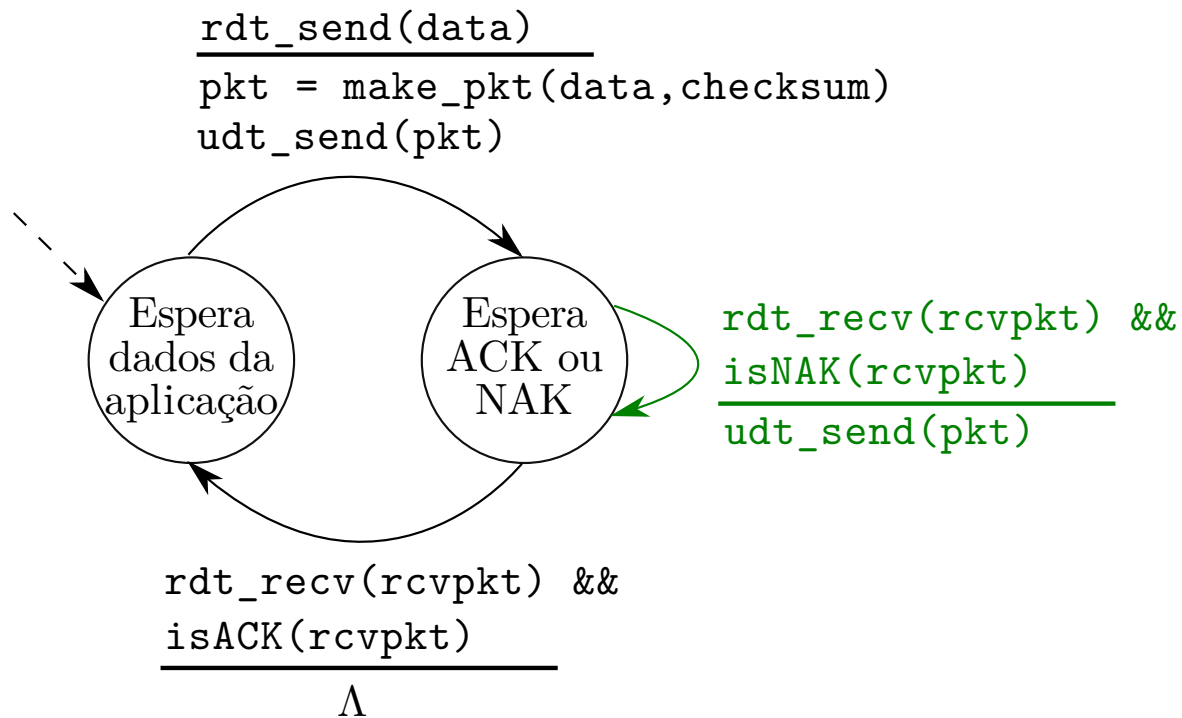 rdt_send(data)
pkt = make_pkt(data,checksum)
udt_send(pkt)
Espera
dados da
aplicação
Espera
ACK ou
NAK
rdt_recv(rcvpkt) &&
isNAK(rcvpkt)
udt_send(pkt)
rdt_recv(rcvpkt) &&
isACK(rcvpkt)
Λ